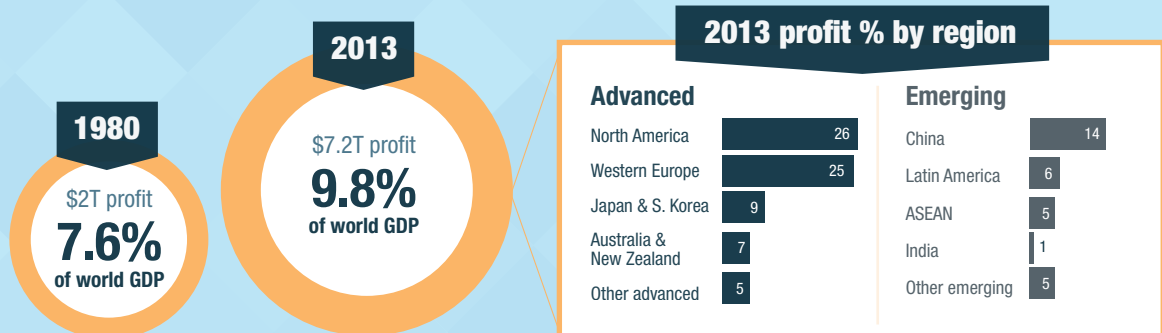 1980
$2T profit
7.6%
of world GDP
2013
$7.2T profit
9.8%
of world GDP
2013 profit % by region
Advanced
North America 26
Western Europe 25
Japan & S. Korea 9
Australia &
New Zealand 7
Other advanced 5
Emerging
China 14
Latin America 6
ASEAN 5
India 1
Other emerging 5